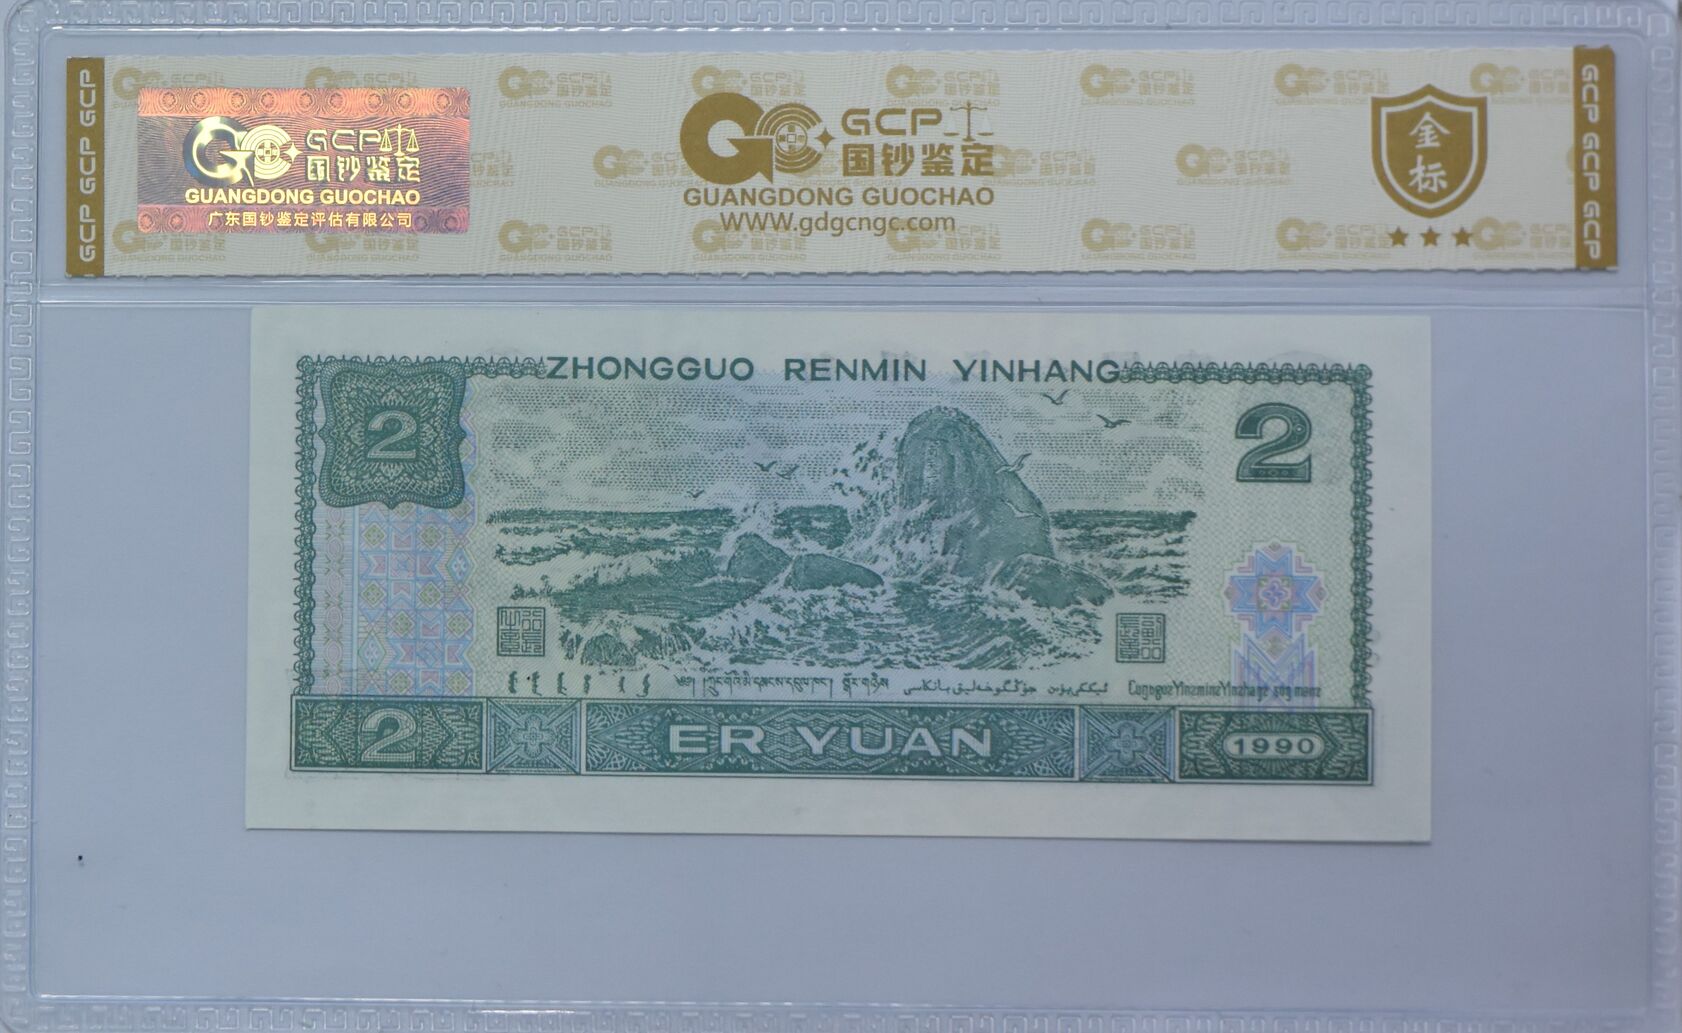 GCP GCP GCP
GCP
国钞鉴定
GUANGDONG GUOCHAO
广东国钞鉴定评估有限公司
GCP
国钞鉴定
GUANGDONG GUOCHAO
WWW.gdgcngc.com
金标
GCP GCP GCP
ZHONGGUO RENMIN YINHANG
2
2
2
ER YUAN
1990